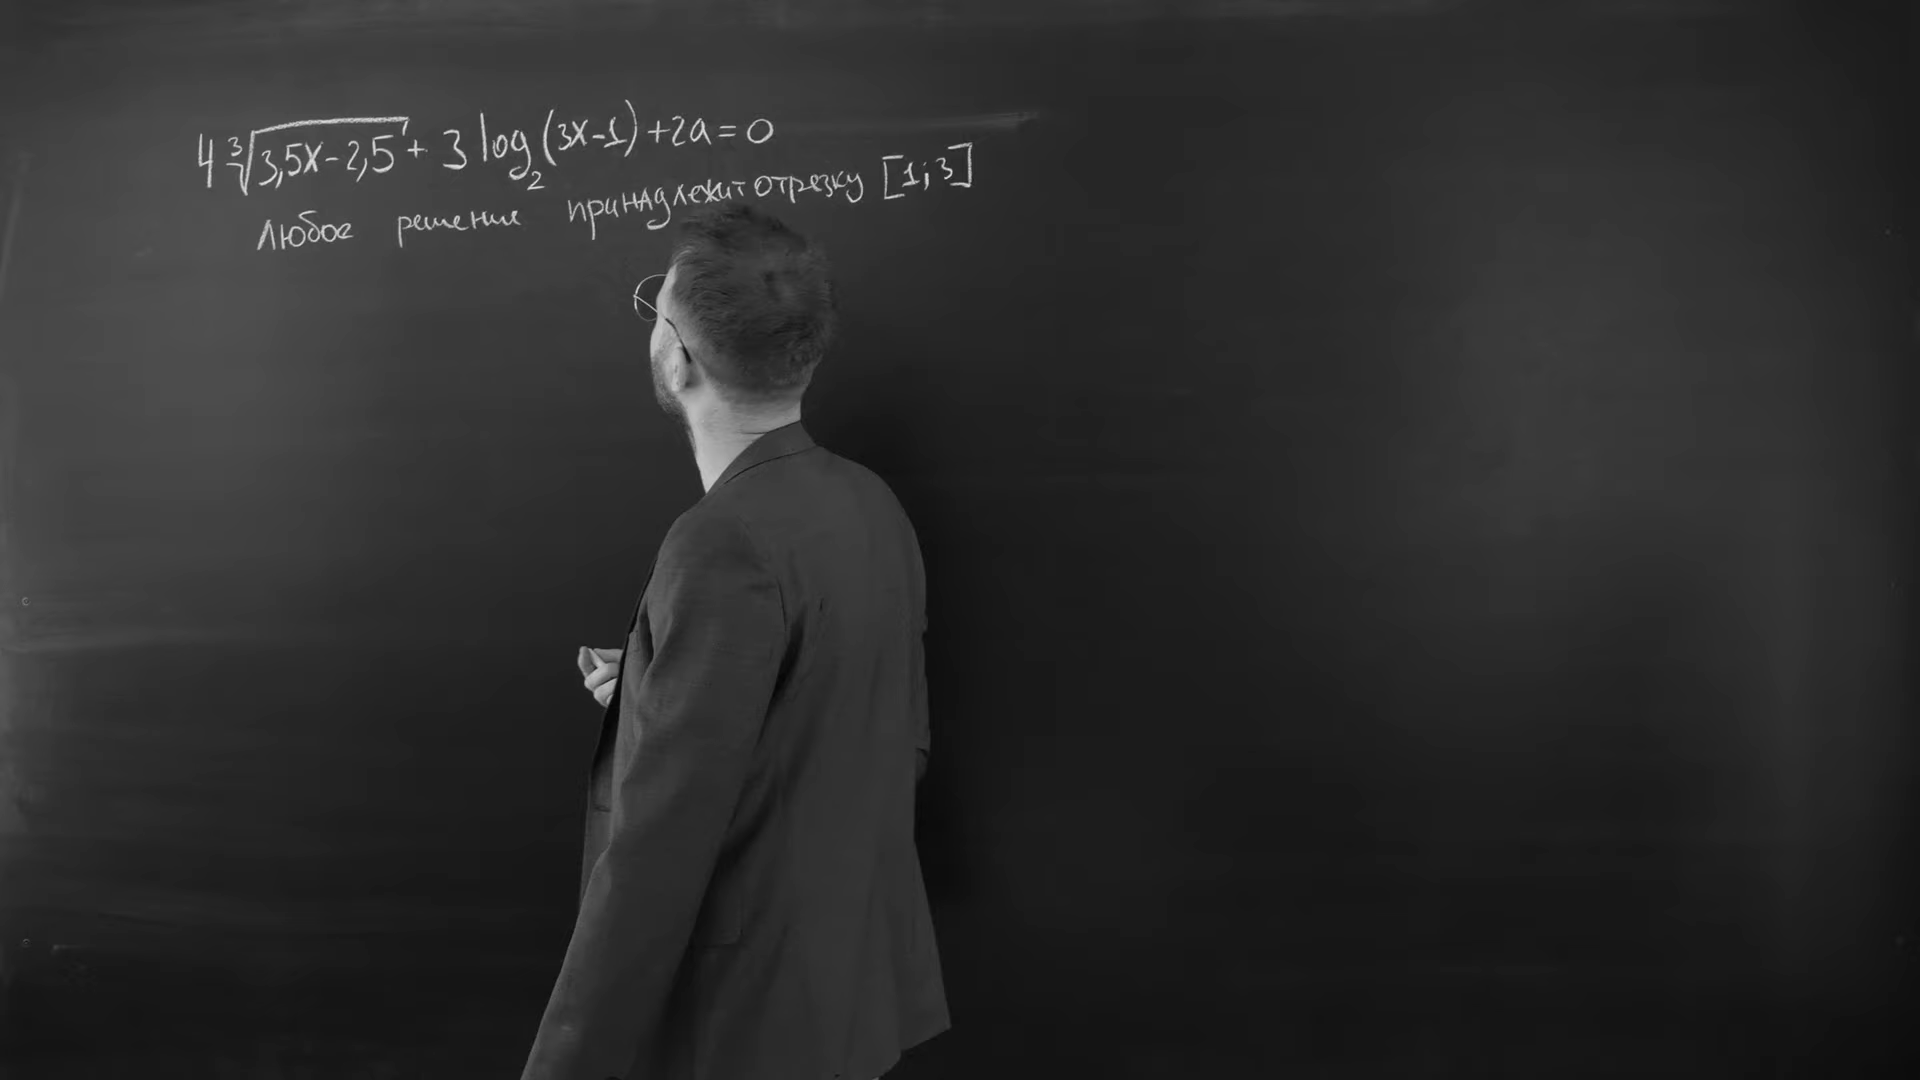 4∛(3,5x-2,5) + 3 log₂(3x-1) + 2a = 0
Любое решение принадлежит отрезку [1;3]